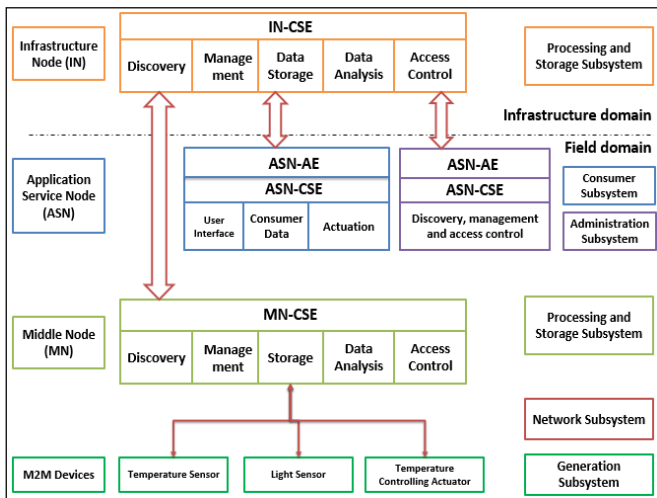 IN-CSE
Infrastructure
Node (IN)
Discovery
Manage
ment
Data
Storage
Data
Analysis
Access
Control
Processing and
Storage Subsystem
Infrastructure domain
Field domain
Application
Service Node
(ASN)
ASN-AE
ASN-CSE
User
Interface
Consumer
Data
Actuation
ASN-AE
ASN-CSE
Discovery, management
and access control
Consumer
Subsystem
Administration
Subsystem
MN-CSE
Middle Node
(MN)
Discovery
Manage
ment
Storage
Data
Analysis
Access
Control
Processing and
Storage Subsystem
Network Subsystem
M2M Devices
Temperature Sensor
Light Sensor
Temperature
Controlling Actuator
Generation
Subsystem